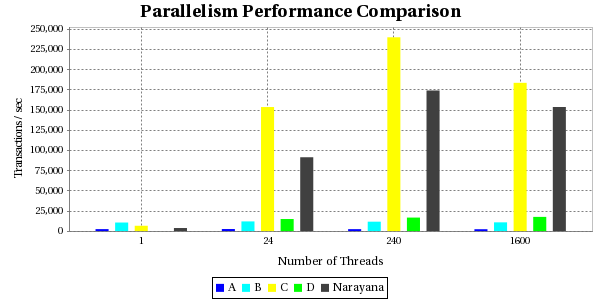 Parallelism Performance Comparison
250,000
225,000
200,000
175,000
150,000
125,000
100,000
75,000
50,000
25,000
0
Transactions / sec
1 24 240 1600
Number of Threads
A B C D Narayana